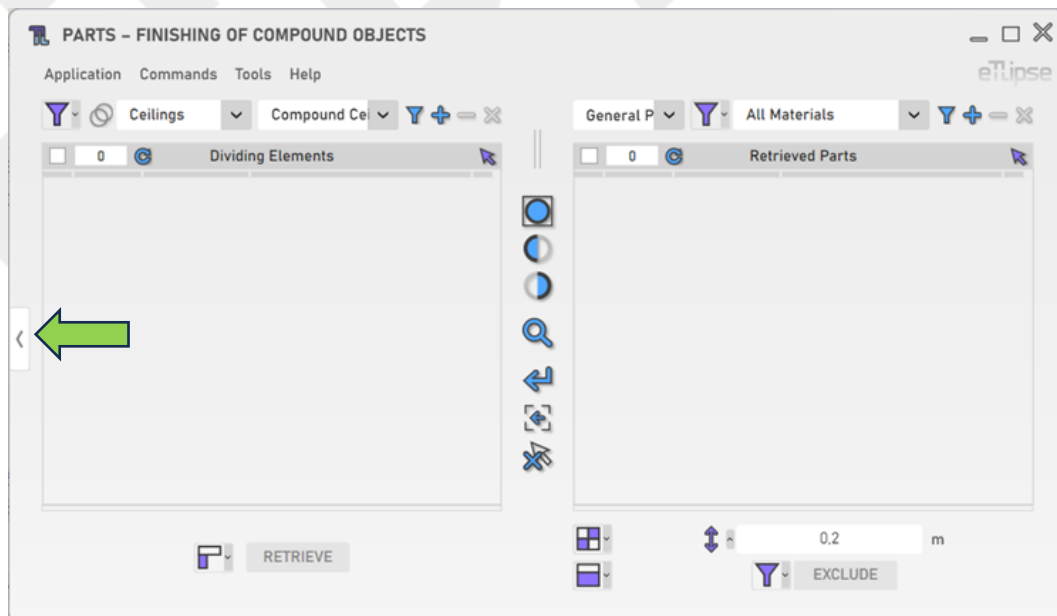 PARTS – FINISHING OF COMPOUND OBJECTS
Application Commands Tools Help
eTLipse
Ceilings Compound Cei General P All Materials
0 Dividing Elements 0 Retrieved Parts
0,2 m
RETRIEVE EXCLUDE